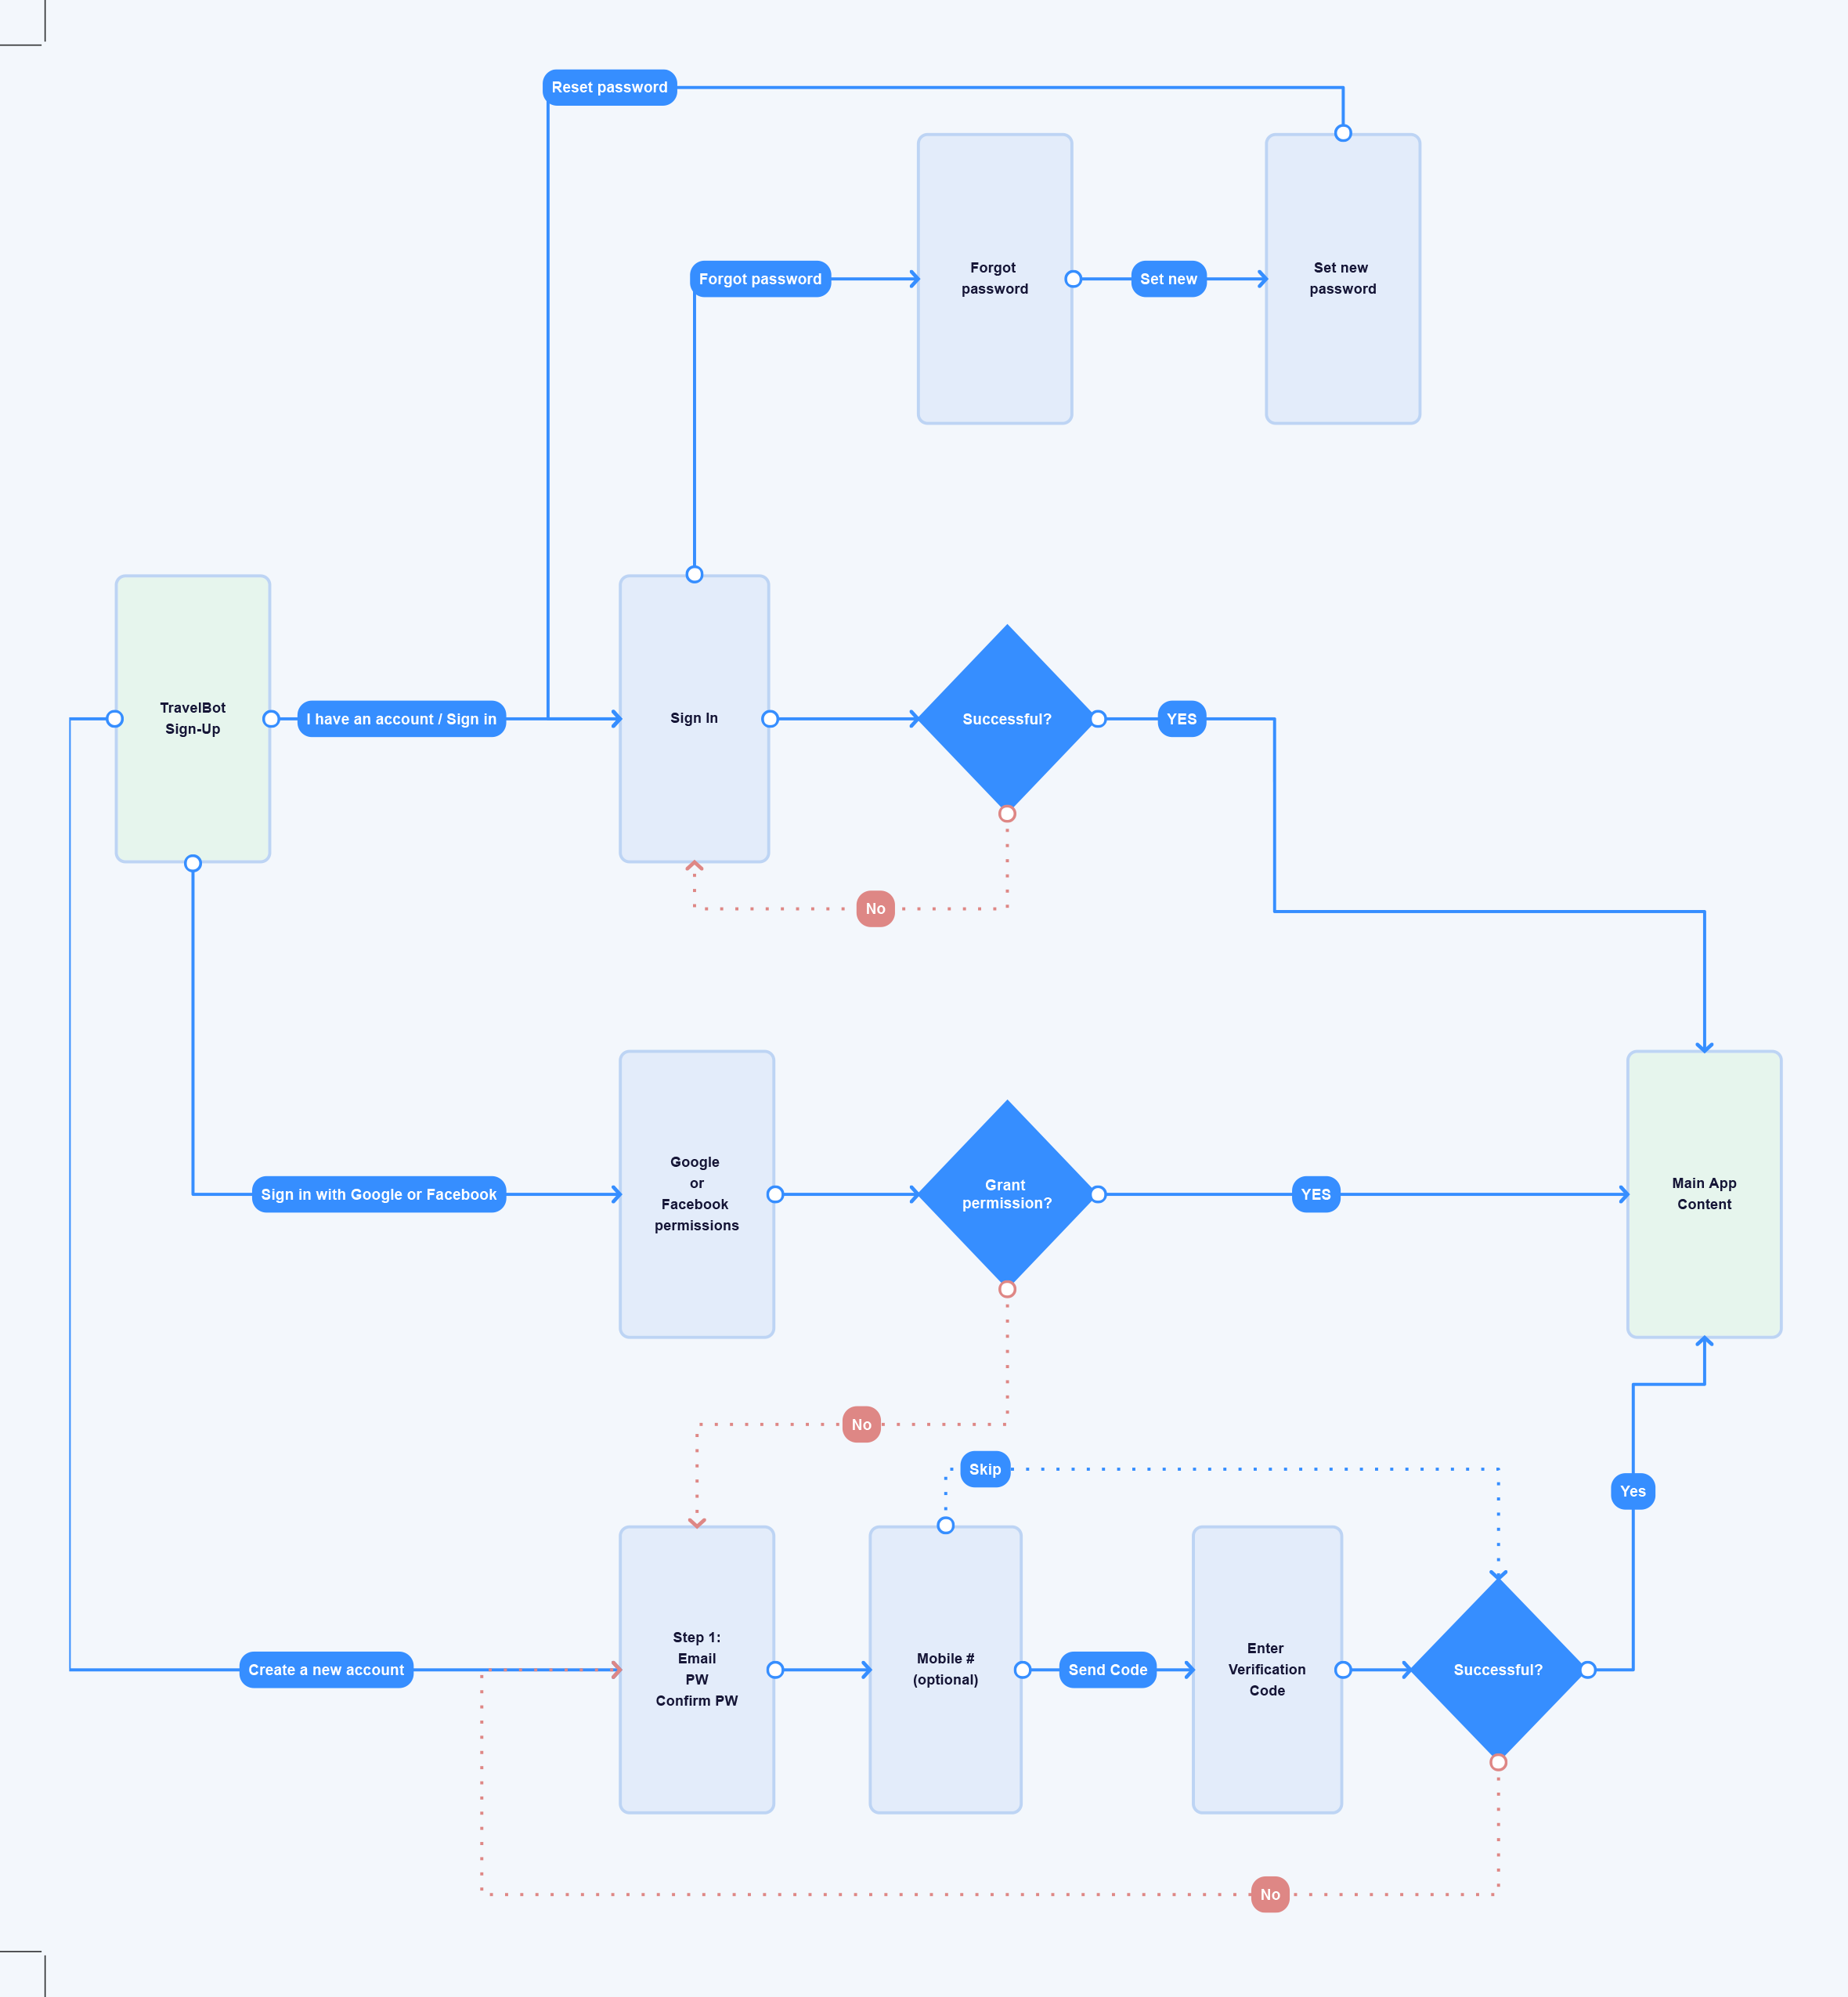 Reset password
Forgot password
Forgot
password
Set new
Set new
password
TravelBot
Sign-Up
I have an account / Sign in
Sign In
Successful?
YES
No
Sign in with Google or Facebook
Google
or
Facebook
permissions
Grant
permission?
YES
Main App
Content
No
Skip
Yes
Create a new account
Step 1:
Email
PW
Confirm PW
Mobile #
(optional)
Send Code
Enter
Verification
Code
Successful?
No